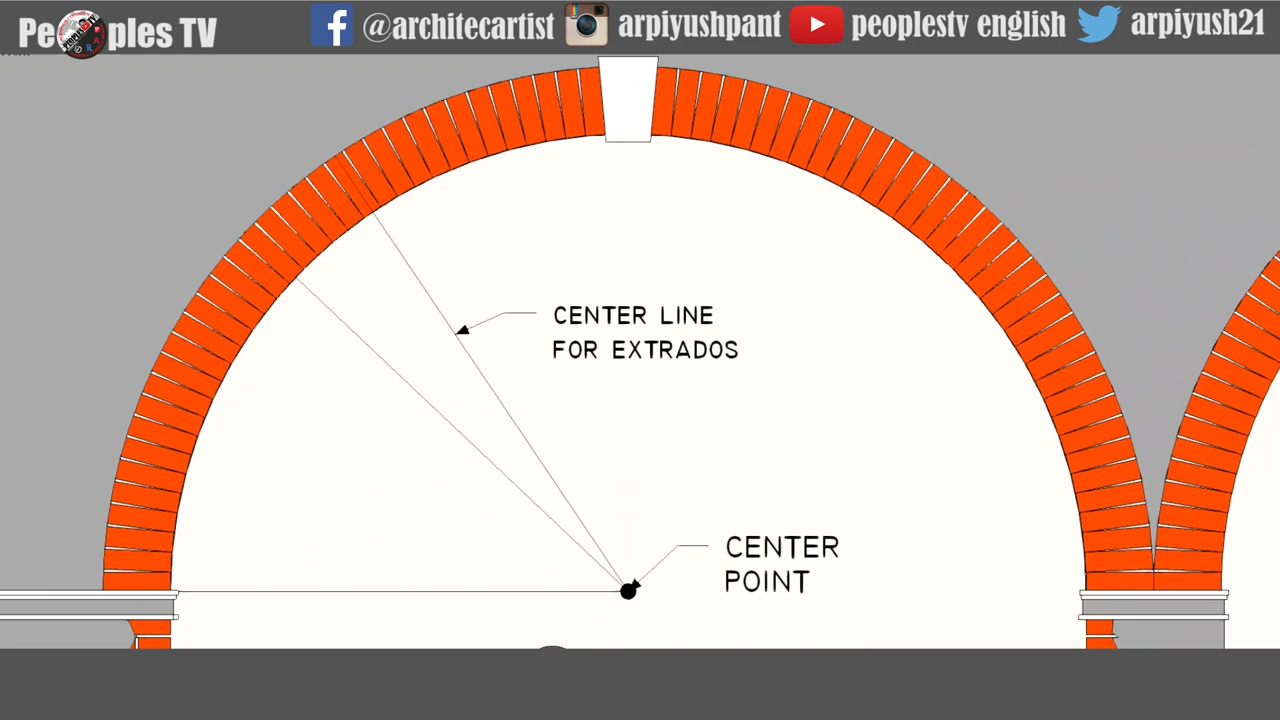 Peoples TV
@architecartist
arpiyushpant
peoplestv english
arpiyush21
CENTER LINE
FOR EXTRADOS
CENTER
POINT